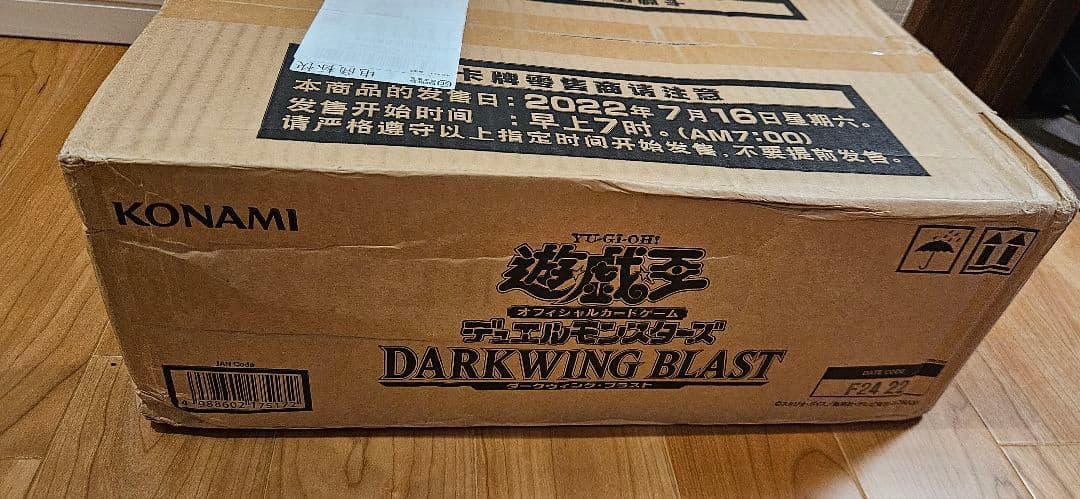 卡牌零售商请注意
本商品的发售日：2022年7月16日星期六。
发售开始时间：早上7时。(AM7:00)
请严格遵守以上指定时间开始发售，不要提前发售。
KONAMI
YU-GI-OH!
遊戯王
オフィシャルカードゲーム
デュエルモンスターズ
DARKWING BLAST
ダークウィング・ブラスト
JAN Code
DATE CODE
F24 22